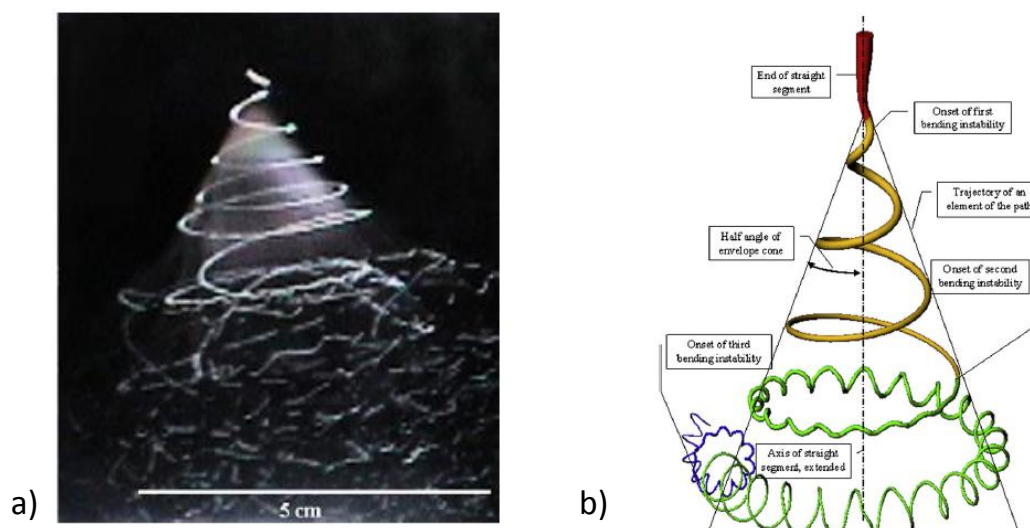 a)
5 cm
b)
End of straight
segment
Onset of first
bending instability
Trajectory of an
element of the path
Half angle of
envelope cone
Onset of second
bending instability
Onset of third
bending instability
Axis of straight
segment, extended